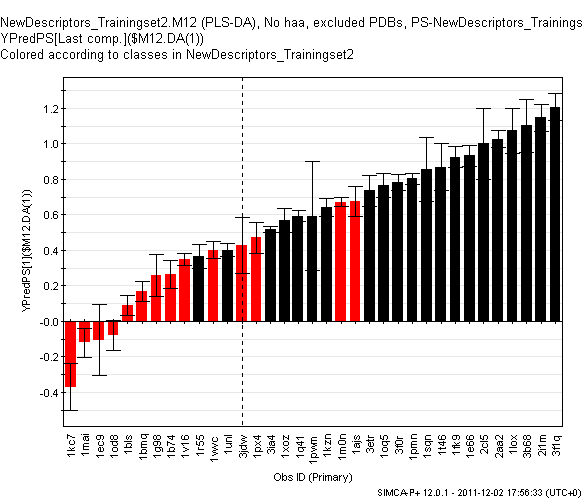 NewDescriptors_Trainingset2.M12 (PLS-DA), No haa, excluded PDBs, PS-NewDescriptors_Trainings
YPredPS[Last comp.]($M12.DA(1))
Colored according to classes in NewDescriptors_Trainingset2
YPredPS[1]($M12.DA(1))
1.2
1.0
0.8
0.6
0.4
0.2
-0.0
-0.2
-0.4
1kc7 1mai 1ec9 1od8 1bls 1bmq 1g98 1b74 1v16 1r55 1wvc 1unl 3jdw 1px4 3ia4 1xoz 1q41 1pwn 1kzn 1m0n 1ajs 3etr 1oq5 3f0r 1pmn 1sqn 1t46 1fk9 1e66 2cl5 2aa2 1lox 3b68 2i1m 3f1q
Obs ID (Primary)
SIMCA-P+ 12.0.1 - 2011-12-02 17:56:33 (UTC+0)